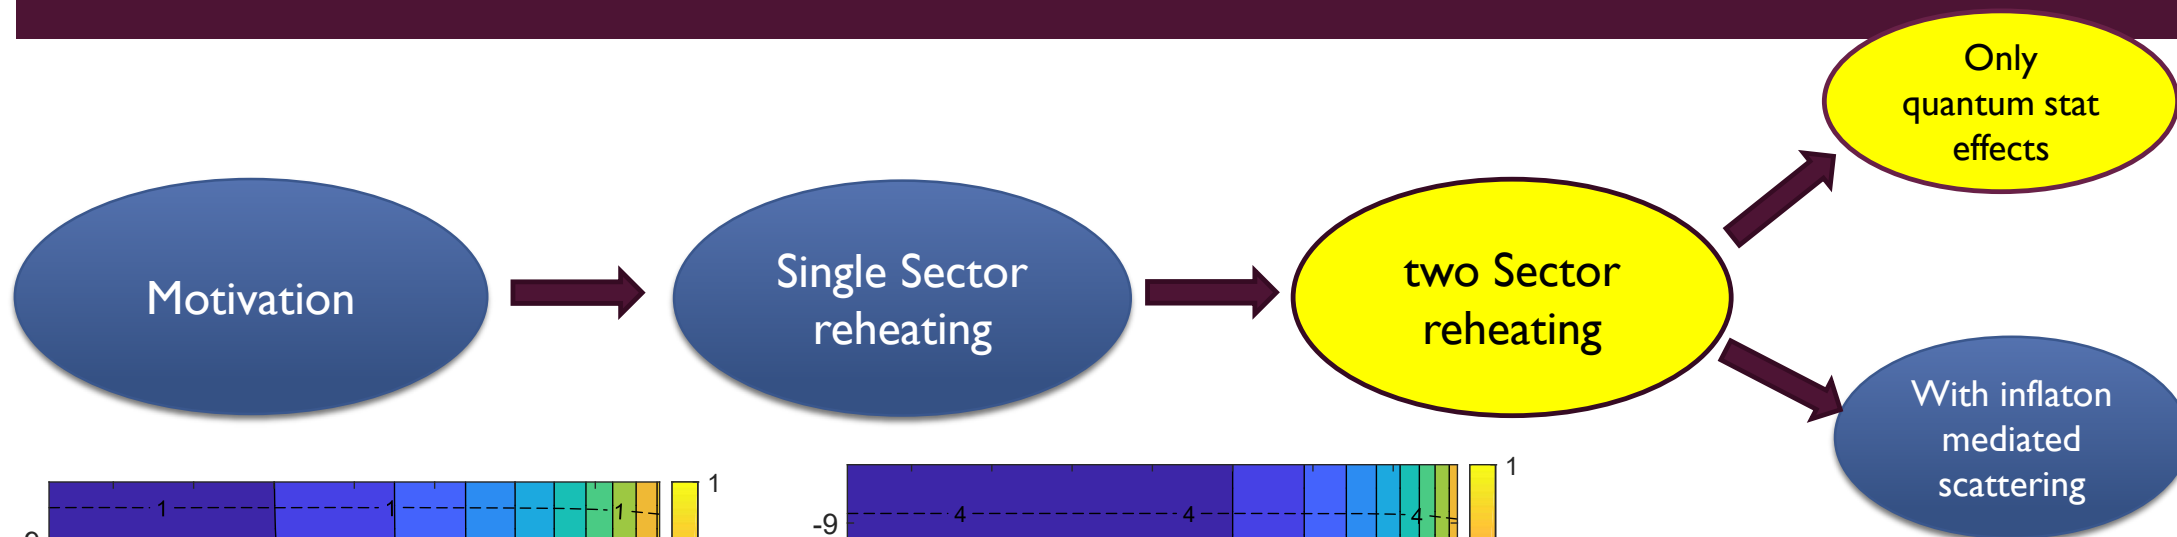 Only
quantum stat
effects
Motivation
Single Sector
reheating
two Sector
reheating
With inflaton
mediated
scattering
1
1
1
1
-9
4
4
4
1